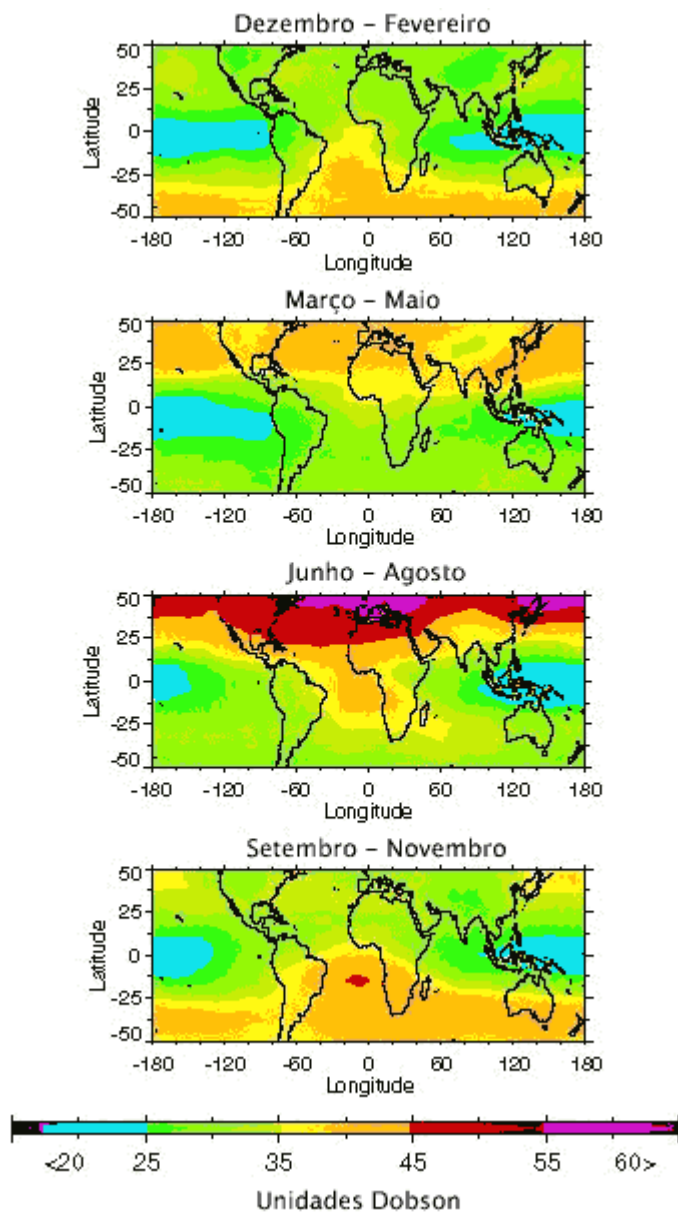 Dezembro – Fevereiro
50
25
0
-25
-50
Latitude
-180 -120 -60 0 60 120 180
Longitude
Março – Maio
50
25
0
-25
-50
Latitude
-180 -120 -60 0 60 120 180
Longitude
Junho – Agosto
50
25
0
-25
-50
Latitude
-180 -120 -60 0 60 120 180
Longitude
Setembro – Novembro
50
25
0
-25
-50
Latitude
-180 -120 -60 0 60 120 180
Longitude
<20 25 35 45 55 60>
Unidades Dobson